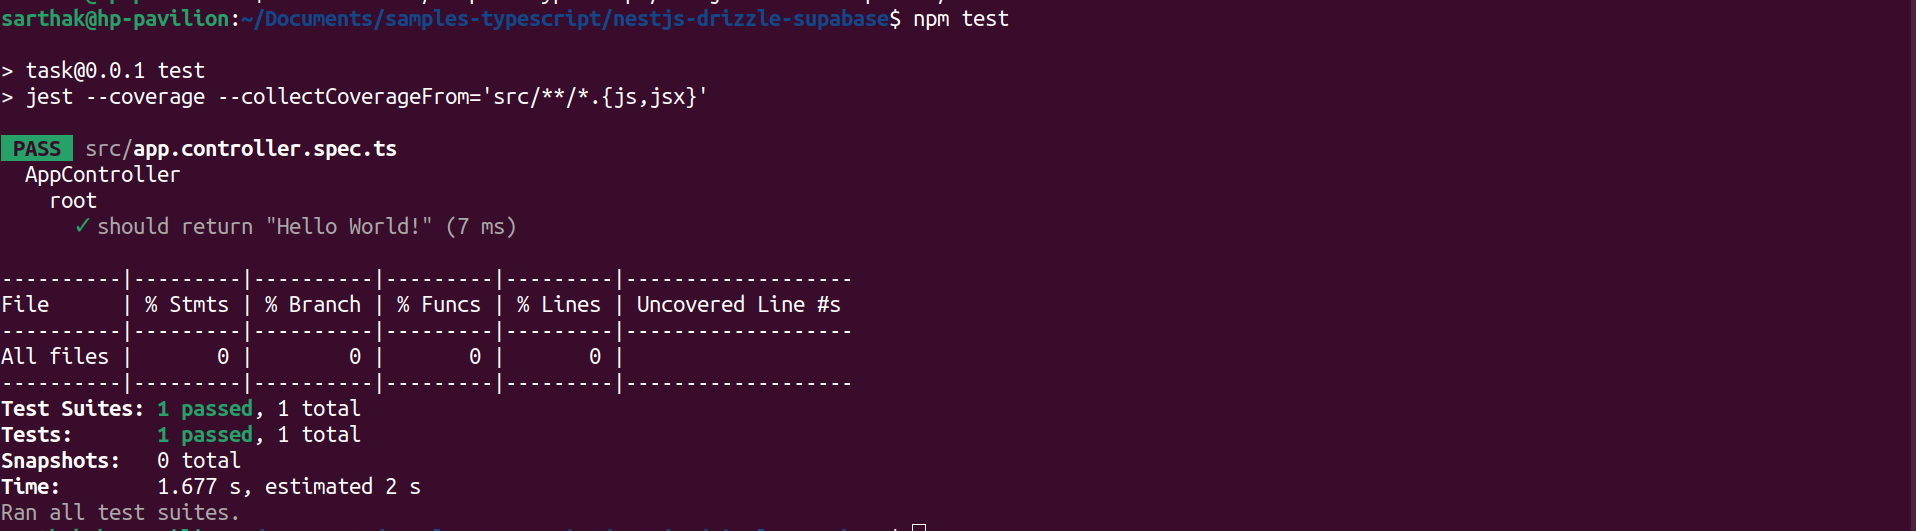 sarthak@hp-pavilion:~/Documents/samples-typescript/nestjs-drizzle-supabase$ npm test
> task@0.0.1 test
> jest --coverage --collectCoverageFrom='src/**/*.{js,jsx}'
PASS src/app.controller.spec.ts
AppController
root
✓ should return "Hello World!" (7 ms)
----------|---------|----------|---------|---------|-------------------
File      | % Stmts | % Branch | % Funcs | % Lines | Uncovered Line #s
----------|---------|----------|---------|---------|-------------------
All files |       0 |        0 |       0 |       0 |
----------|---------|----------|---------|---------|-------------------
Test Suites: 1 passed, 1 total
Tests:       1 passed, 1 total
Snapshots:   0 total
Time:        1.677 s, estimated 2 s
Ran all test suites.